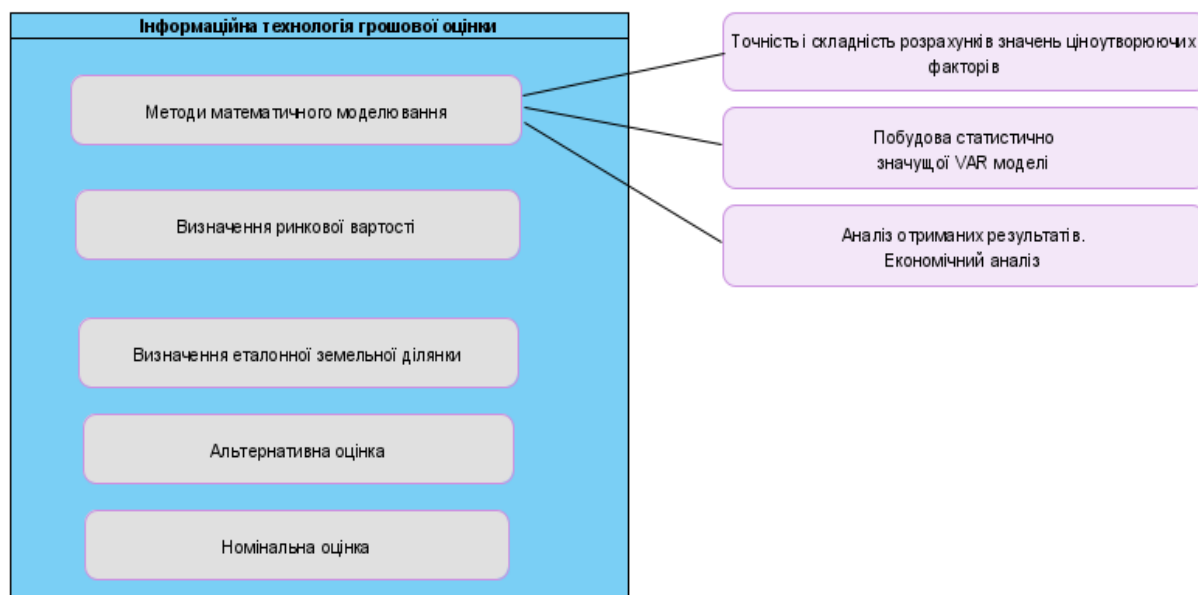 Інформаційна технологія грошової оцінки
Методи математичного моделювання
Визначення ринкової вартості
Визначення еталонної земельної ділянки
Альтернативна оцінка
Номінальна оцінка
Точність і складність розрахунків значень ціноутворюючих
факторів
Побудова статистично
значущої VAR моделі
Аналіз отриманих результатів.
Економічний аналіз